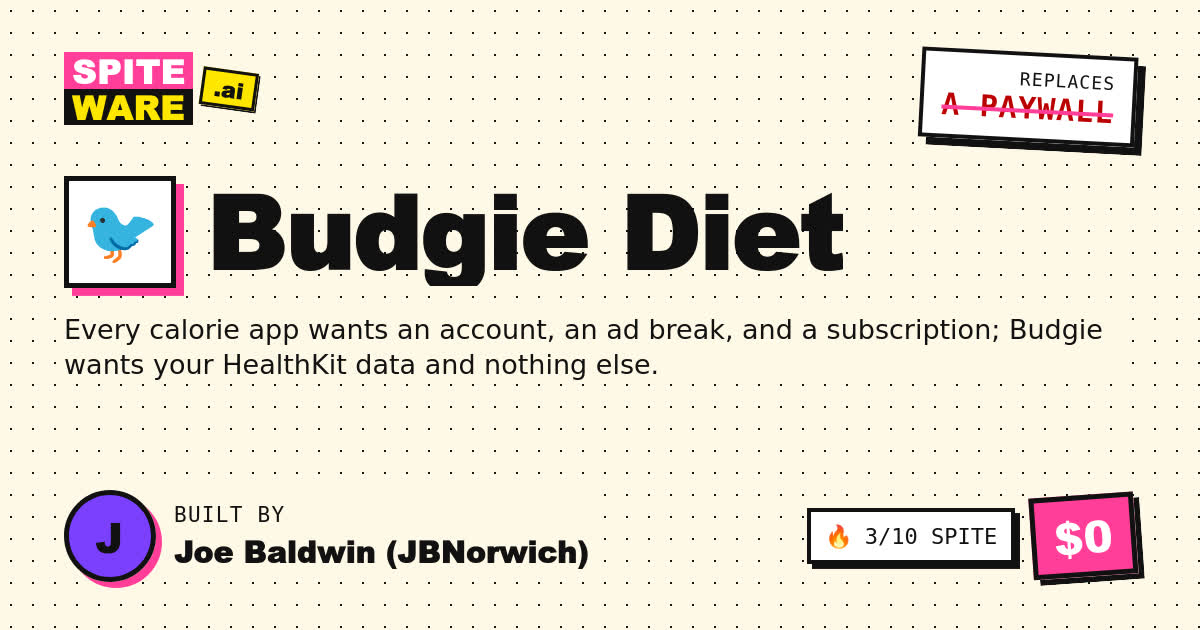 SPITE
WARE
.ai
REPLACES
A PAYWALL
Budgie Diet
Every calorie app wants an account, an ad break, and a subscription; Budgie
wants your HealthKit data and nothing else.
J
BUILT BY
Joe Baldwin (JBNorwich)
🔥 3/10 SPITE
$0